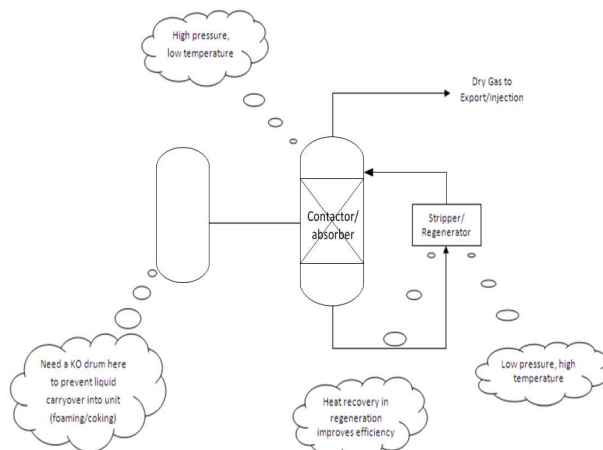 High pressure,
low temperature
Dry Gas to
Export/Injection
Contactor/
absorber
Stripper/
Regenerator
Need a KO drum here
to prevent liquid
carryover into unit
(foaming/coking)
Heat recovery in
regeneration
improves efficiency
Low pressure, high
temperature